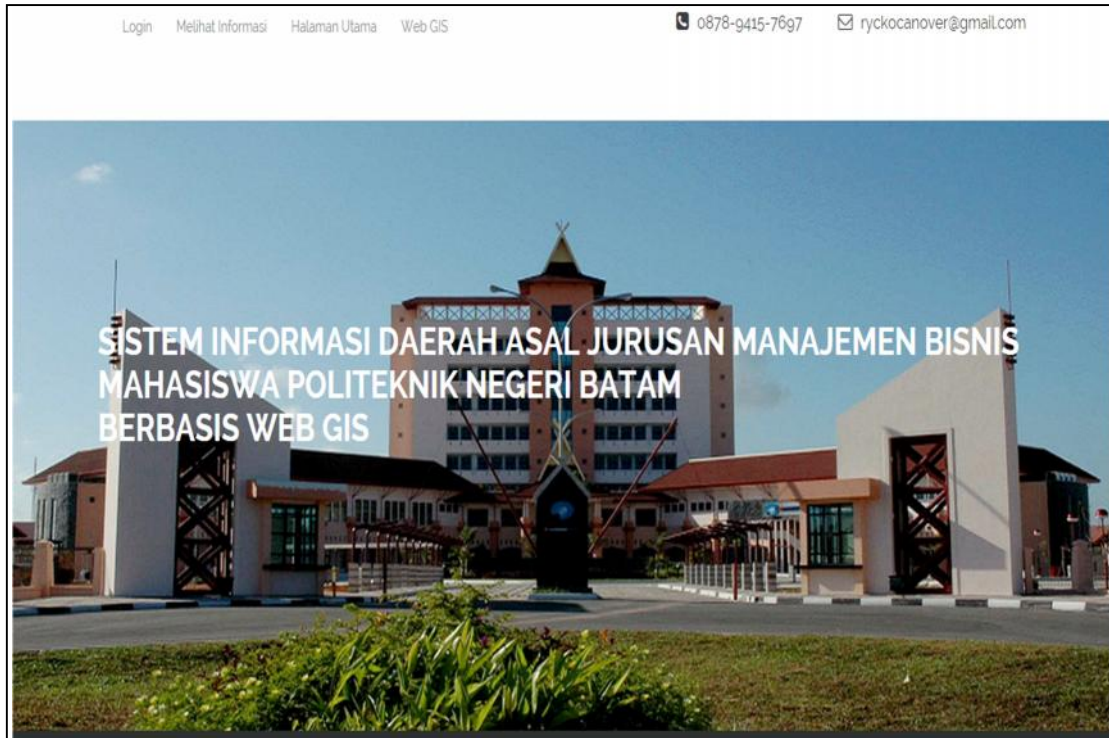 Login Melihat Informasi Halaman Utama Web GIS 0878-9415-7697 ryckocanover@gmail.com
SISTEM INFORMASI DAERAH ASAL JURUSAN MANAJEMEN BISNIS
MAHASISWA POLITEKNIK NEGERI BATAM
BERBASIS WEB GIS